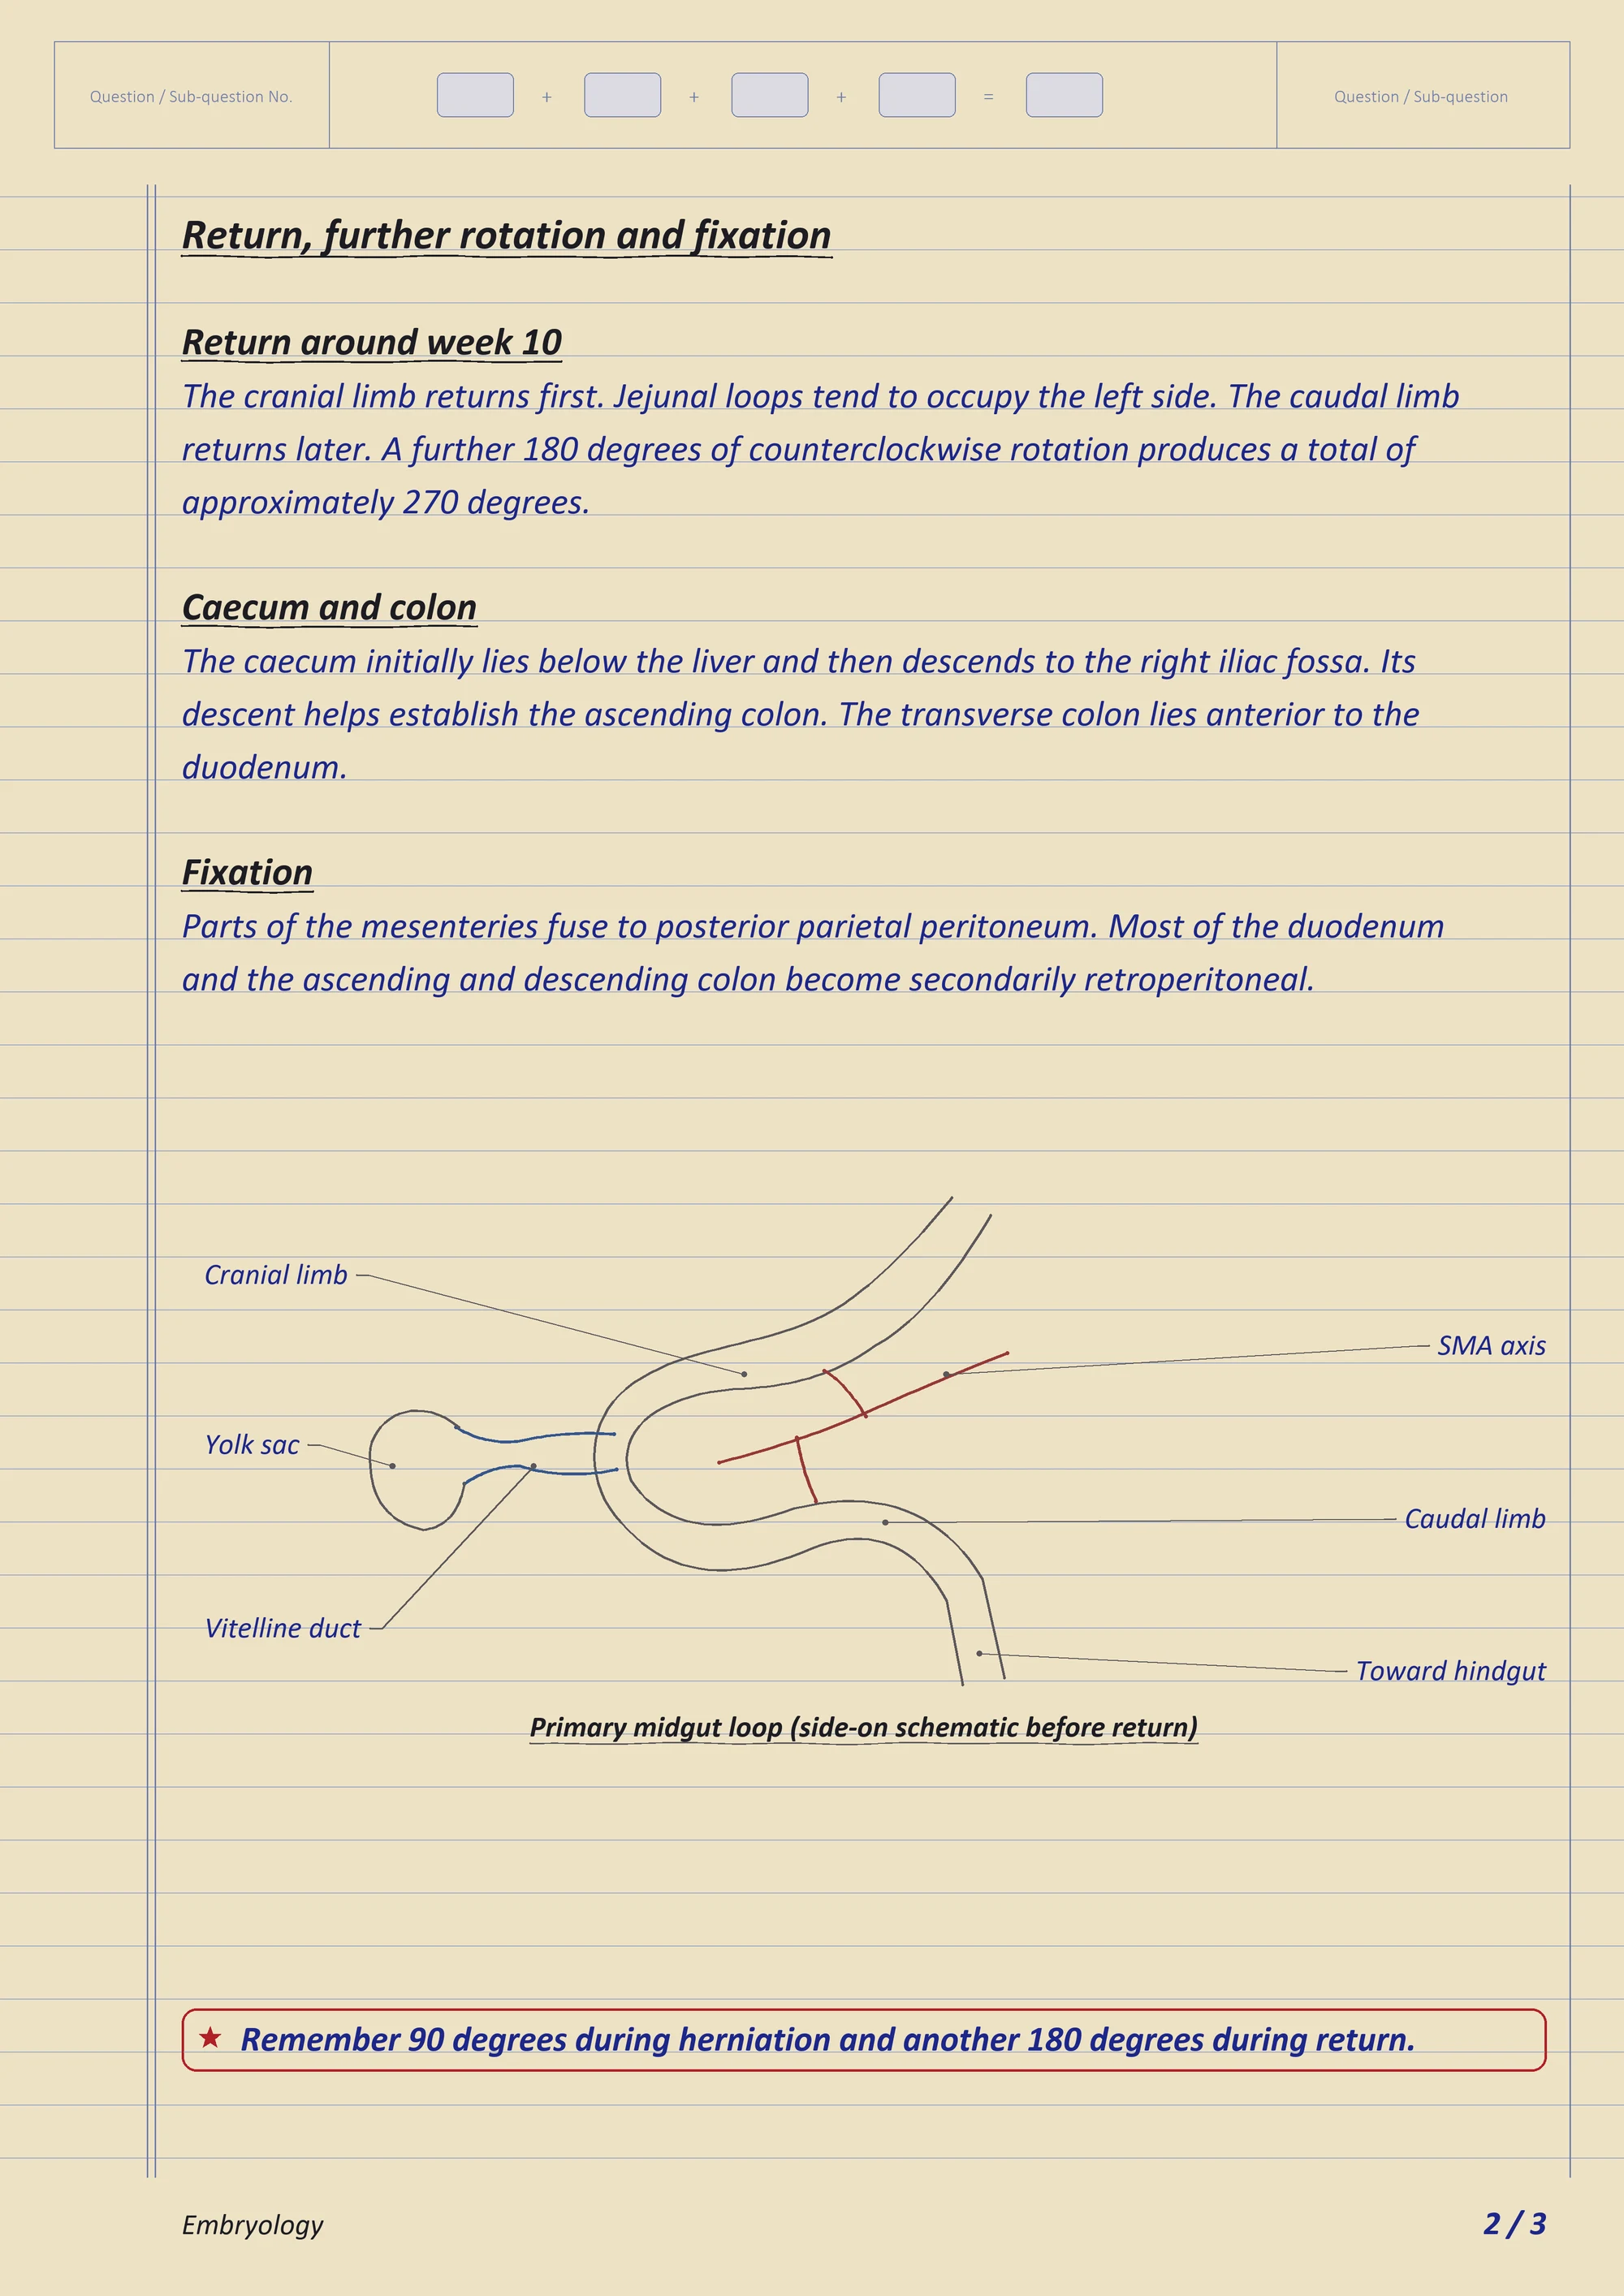 Question / Sub-question No.
+ + + =
Question / Sub-question
Return, further rotation and fixation
Return around week 10
The cranial limb returns first. Jejunal loops tend to occupy the left side. The caudal limb
returns later. A further 180 degrees of counterclockwise rotation produces a total of
approximately 270 degrees.
Caecum and colon
The caecum initially lies below the liver and then descends to the right iliac fossa. Its
descent helps establish the ascending colon. The transverse colon lies anterior to the
duodenum.
Fixation
Parts of the mesenteries fuse to posterior parietal peritoneum. Most of the duodenum
and the ascending and descending colon become secondarily retroperitoneal.
Cranial limb
SMA axis
Yolk sac
Caudal limb
Vitelline duct
Toward hindgut
Primary midgut loop (side-on schematic before return)
★ Remember 90 degrees during herniation and another 180 degrees during return.
Embryology
2 / 3